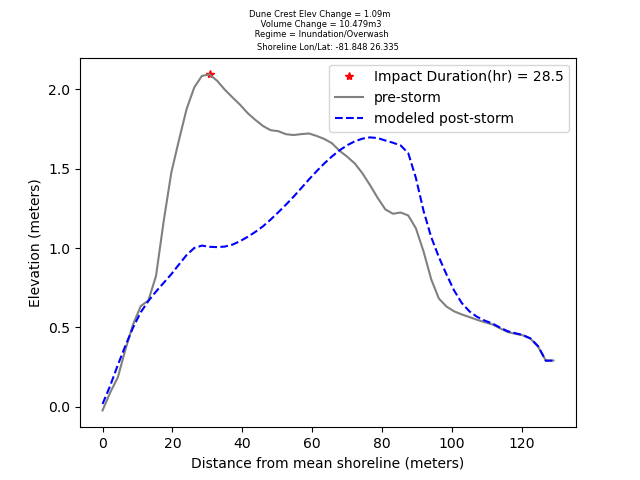 Dune Crest Elev Change = 1.09m
Volume Change = 10.479m3
Regime = Inundation/Overwash
Shoreline Lon/Lat: -81.848 26.335
Impact Duration(hr) = 28.5
pre-storm
modeled post-storm
2.0
1.5
1.0
0.5
0.0
Elevation (meters)
0 20 40 60 80 100 120
Distance from mean shoreline (meters)